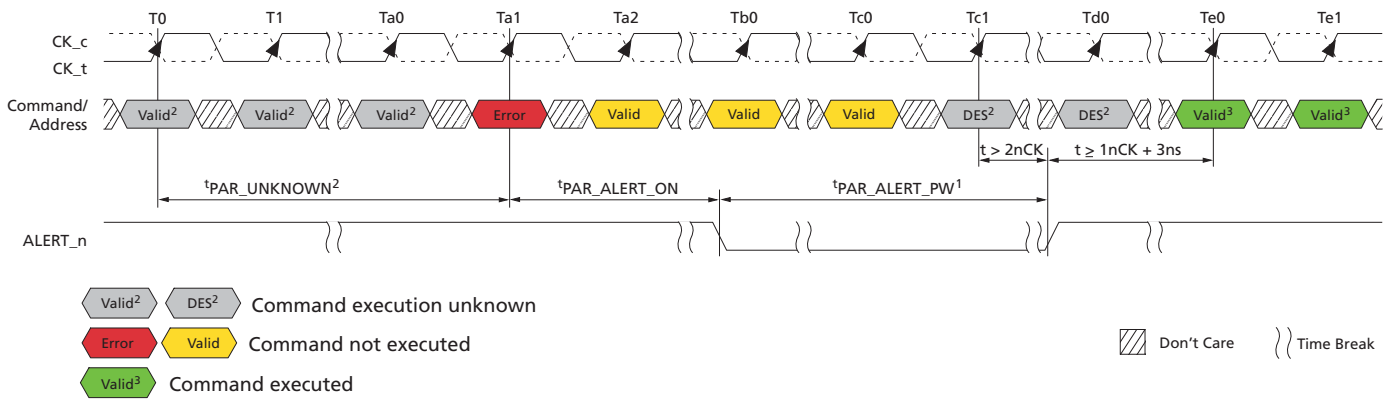 T0 T1 Ta0 Ta1 Ta2 Tb0 Tc0 Tc1 Td0 Te0 Te1
CK_c
CK_t
Command/
Address
Valid² Valid² Valid² Error Valid Valid Valid DES² DES² Valid³ Valid³
t > 2nCK t ≥ 1nCK + 3ns
ᵗPAR_UNKNOWN² ᵗPAR_ALERT_ON ᵗPAR_ALERT_PW¹
ALERT_n
Valid² DES² Command execution unknown
Error Valid Command not executed
Don't Care Time Break
Valid³ Command executed